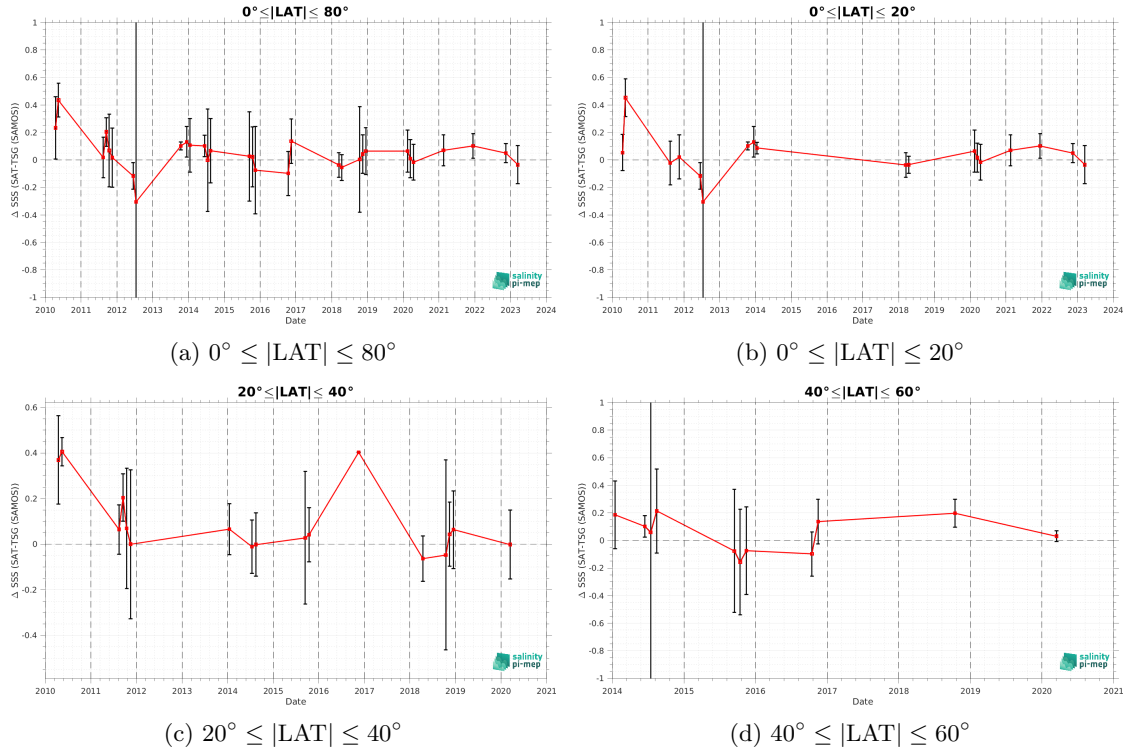 0°≤|LAT|≤ 80°
Δ SSS (SAT-TSG (SAMOS))
1
0.8
0.6
0.4
0.2
0
-0.2
-0.4
-0.6
-0.8
-1
2010 2011 2012 2013 2014 2015 2016 2017 2018 2019 2020 2021 2022 2023 2024
Date
salinity
pi-mep
(a) 0° ≤ |LAT| ≤ 80°
0°≤|LAT|≤ 20°
Δ SSS (SAT-TSG (SAMOS))
1
0.8
0.6
0.4
0.2
0
-0.2
-0.4
-0.6
-0.8
-1
2010 2011 2012 2013 2014 2015 2016 2017 2018 2019 2020 2021 2022 2023 2024
Date
salinity
pi-mep
(b) 0° ≤ |LAT| ≤ 20°
20°≤|LAT|≤ 40°
Δ SSS (SAT-TSG (SAMOS))
0.6
0.4
0.2
0
-0.2
-0.4
2010 2011 2012 2013 2014 2015 2016 2017 2018 2019 2020 2021
Date
salinity
pi-mep
(c) 20° ≤ |LAT| ≤ 40°
40°≤|LAT|≤ 60°
Δ SSS (SAT-TSG (SAMOS))
1
0.8
0.6
0.4
0.2
0
-0.2
-0.4
-0.6
-0.8
-1
2014 2015 2016 2017 2018 2019 2020 2021
Date
salinity
pi-mep
(d) 40° ≤ |LAT| ≤ 60°